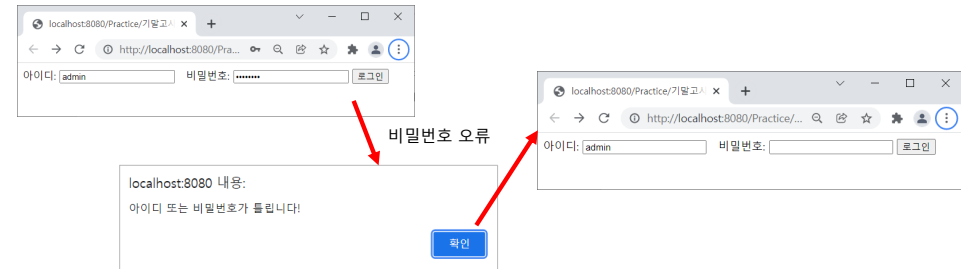 localhost:8080/Practice/기말고사
http://localhost:8080/Pra...
아이디: admin 비밀번호: •••••••• 로그인
비밀번호 오류
localhost:8080 내용:
아이디 또는 비밀번호가 틀립니다!
확인
localhost:8080/Practice/기말고사
http://localhost:8080/Practice/...
아이디: admin 비밀번호: 로그인